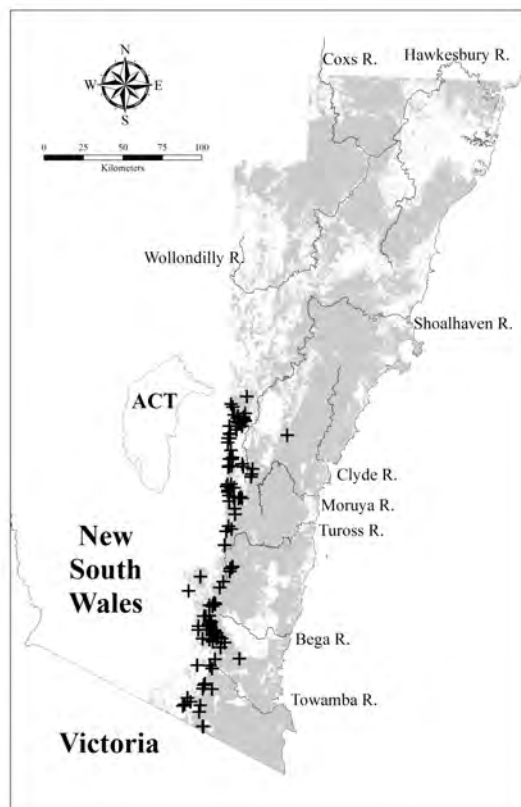 Coxs R.
Hawkesbury R.
N
W
E
S
0 25 50 75 100
Kilometers
Wollondilly R.
Shoalhaven R.
ACT
Clyde R.
Moruya R.
Tuross R.
New
South
Wales
Bega R.
Towamba R.
Victoria